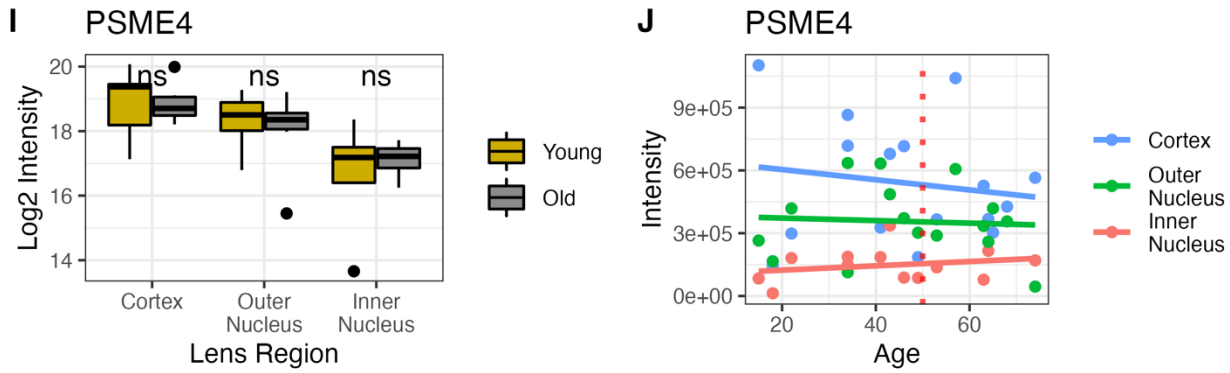 I
PSME4
Log2 Intensity
20
18
16
14
ns
ns
ns
Cortex
Outer
Nucleus
Inner
Nucleus
Lens Region
Young
Old
J
PSME4
Intensity
9e+05
6e+05
3e+05
0e+00
20
40
60
Age
Cortex
Outer
Nucleus
Inner
Nucleus